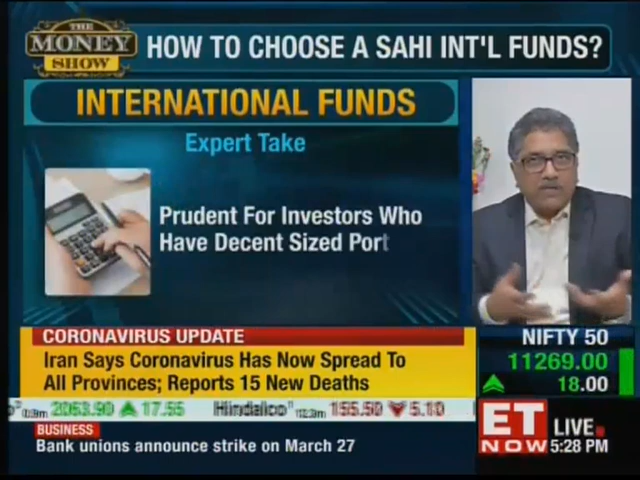 THE
MONEY
SHOW
HOW TO CHOOSE A SAHI INT'L FUNDS?
INTERNATIONAL FUNDS
Expert Take
Prudent For Investors Who
Have Decent Sized Port
CORONAVIRUS UPDATE
Iran Says Coronavirus Has Now Spread To
All Provinces; Reports 15 New Deaths
NIFTY 50
11269.00
18.00
2063.90 17.55 Hindalco 155.50 5.10
BUSINESS
Bank unions announce strike on March 27
ET
NOW
LIVE
5:28 PM